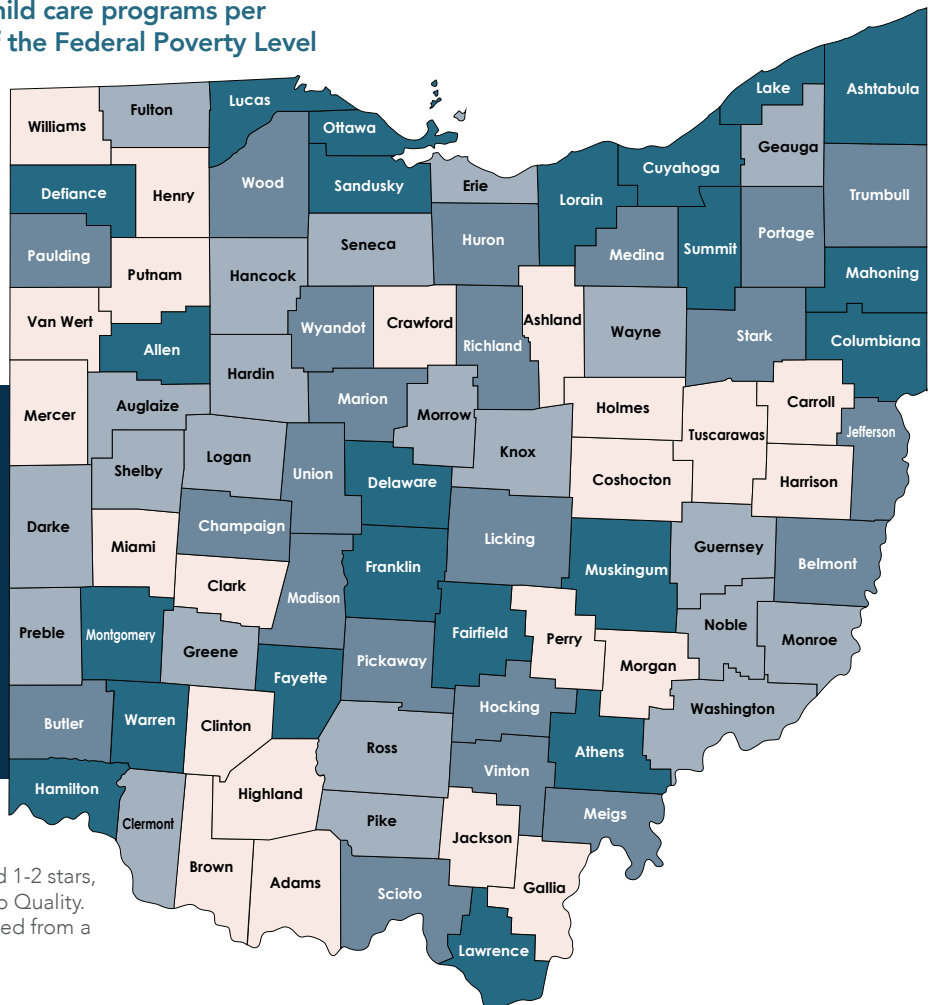 hild care programs per
f the Federal Poverty Level
Williams
Fulton
Lucas
Ottawa
Lake
Ashtabula
Geauga
Cuyahoga
Defiance
Henry
Wood
Sandusky
Erie
Lorain
Trumbull
Paulding
Putnam
Hancock
Seneca
Huron
Medina
Summit
Portage
Mahoning
Van Wert
Allen
Wyandot
Crawford
Richland
Ashland
Wayne
Stark
Columbiana
Mercer
Auglaize
Hardin
Marion
Morrow
Holmes
Tuscarawas
Carroll
Jefferson
Shelby
Logan
Union
Delaware
Knox
Coshocton
Harrison
Darke
Miami
Champaign
Licking
Muskingum
Guernsey
Belmont
Clark
Madison
Franklin
Preble
Montgomery
Greene
Fayette
Pickaway
Fairfield
Perry
Morgan
Noble
Monroe
Butler
Warren
Clinton
Ross
Hocking
Athens
Washington
Hamilton
Clermont
Highland
Pike
Vinton
Meigs
Jackson
Brown
Adams
Scioto
Gallia
Lawrence
d 1-2 stars,
o Quality.
ed from a